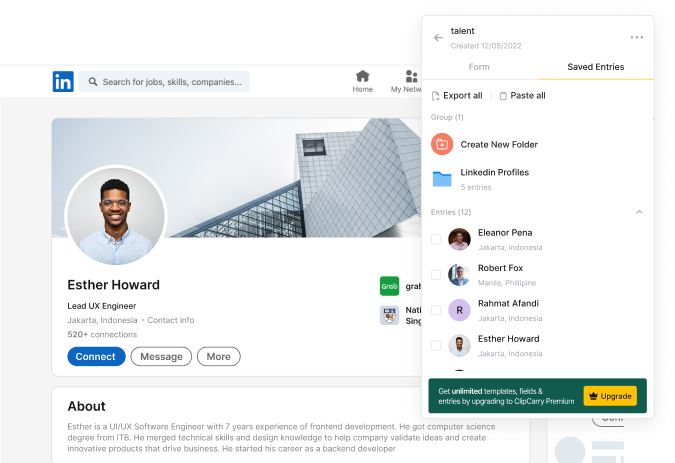 talent
Created 12/05/2022
Form
Saved Entries
Export all
Paste all
Group (1)
Create New Folder
Linkedin Profiles
5 entries
Entries (12)
Eleanor Pena
Jakarta, Indonesia
Robert Fox
Manila, Phillipine
R
Rahmat Afandi
Jakarta, Indonesia
Esther Howard
Jakarta, Indonesia
Get unlimited templates, fields &
entries by upgrading to ClipCarry Premium
Upgrade
in
Search for jobs, skills, companies...
Home
My Netw
Esther Howard
Lead UX Engineer
Jakarta, Indonesia • Contact info
520+ connections
Connect
Message
More
Grab
grab
Nati
Sing
About
Esther is a UI/UX Software Engineer with 7 years experience of frontend development. He got computer science
degree from ITB. He merged technical skills and design knowledge to help company validate ideas and create
innovative products that drive business. He started his career as a backend developer